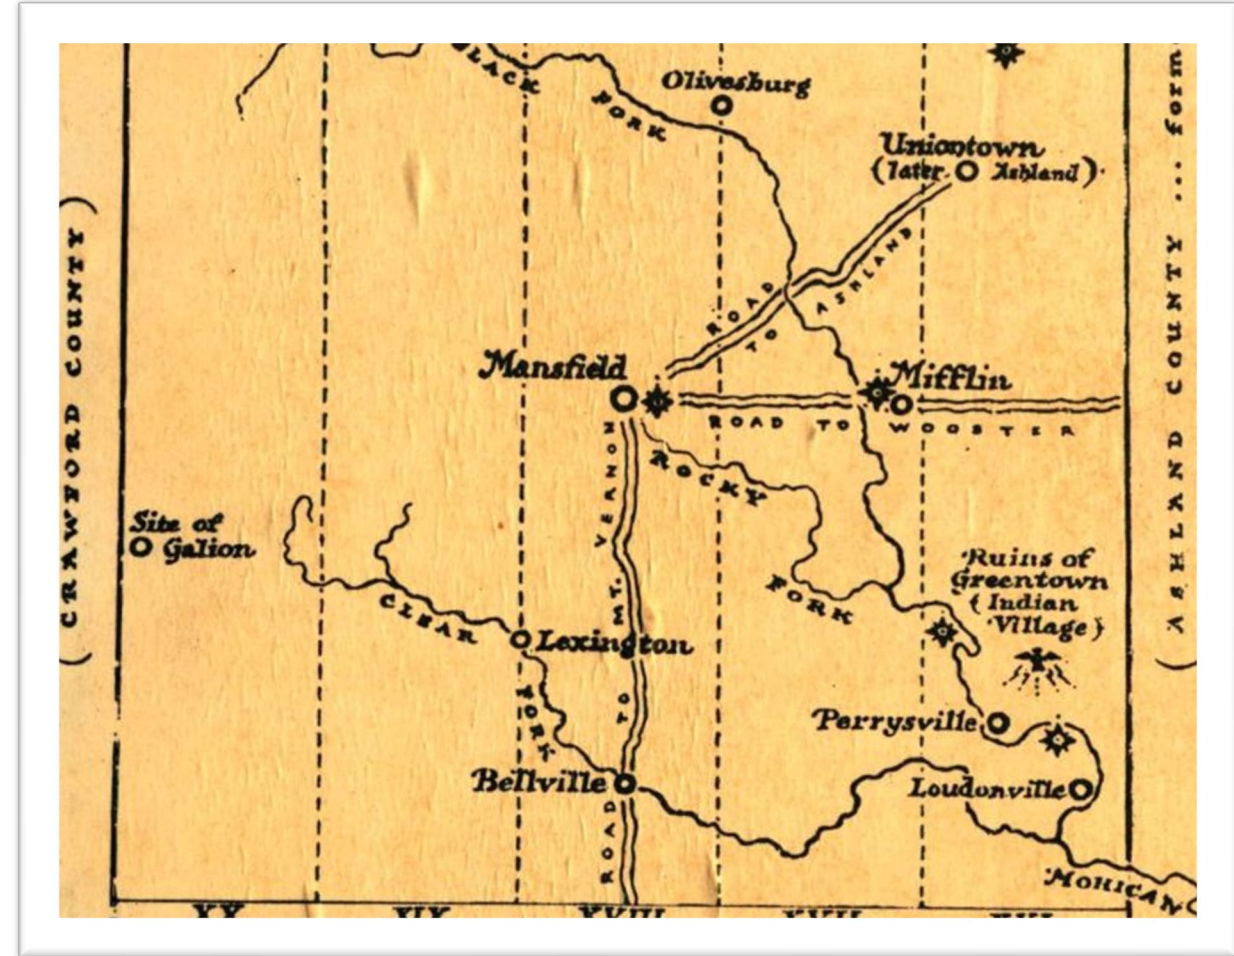 BLACK FORK
Olivesburg
Uniontown
(later Ashland)
ASHLAND COUNTY ... form
(CRAWFORD COUNTY)
ROAD TO ASHLAND
Mansfield
Mifflin
ROAD TO WOOSTER
ROCKY FORK
ROAD TO MT. VERNON
Site of
Galion
CLEAR FORK
Lexington
Ruins of
Greentown
(Indian
Village)
Perrysville
Bellville
Loudonville
MOHICAN
XX XIX XVIII XVII XVI